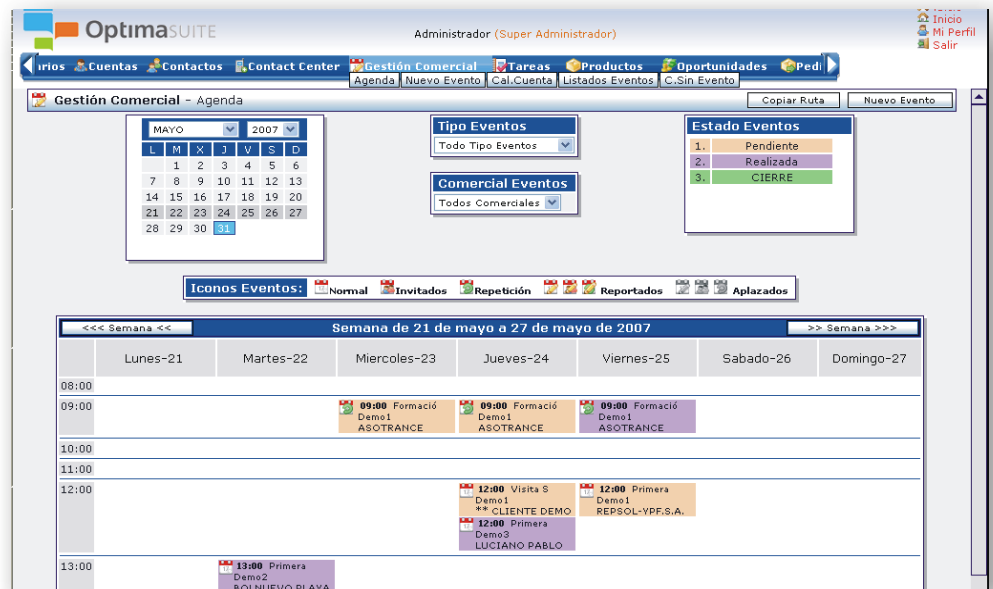 Inicio
OptimaSUITE
Administrador (Super Administrador)
Mi Perfil
Salir
irios Cuentas Contactos Contact Center Gestión Comercial Tareas Productos Oportunidades Pedi
Agenda Nuevo Evento Cal.Cuenta Listados Eventos C.Sin Evento
Gestión Comercial - Agenda
Copiar Ruta Nuevo Evento
MAYO 2007
L M X J V S D
1 2 3 4 5 6
7 8 9 10 11 12 13
14 15 16 17 18 19 20
21 22 23 24 25 26 27
28 29 30 31
Tipo Eventos
Todo Tipo Eventos
Comercial Eventos
Todos Comerciales
Estado Eventos
1. Pendiente
2. Realizada
3. CIERRE
Iconos Eventos: Normal Invitados Repetición Reportados Aplazados
<<< Semana << Semana de 21 de mayo a 27 de mayo de 2007 >> Semana >>>
Lunes-21 Martes-22 Miercoles-23 Jueves-24 Viernes-25 Sabado-26 Domingo-27
08:00
09:00
09:00 Formació
Demo1
ASOTRANCE
09:00 Formació
Demo1
ASOTRANCE
09:00 Formació
Demo1
ASOTRANCE
10:00
11:00
12:00
12:00 Visita S
Demo1
** CLIENTE DEMO
12:00 Primera
Demo3
LUCIANO PABLO
12:00 Primera
Demo1
REPSOL-YPF.S.A.
13:00
13:00 Primera
Demo2
BOLNUEVO PLAYA